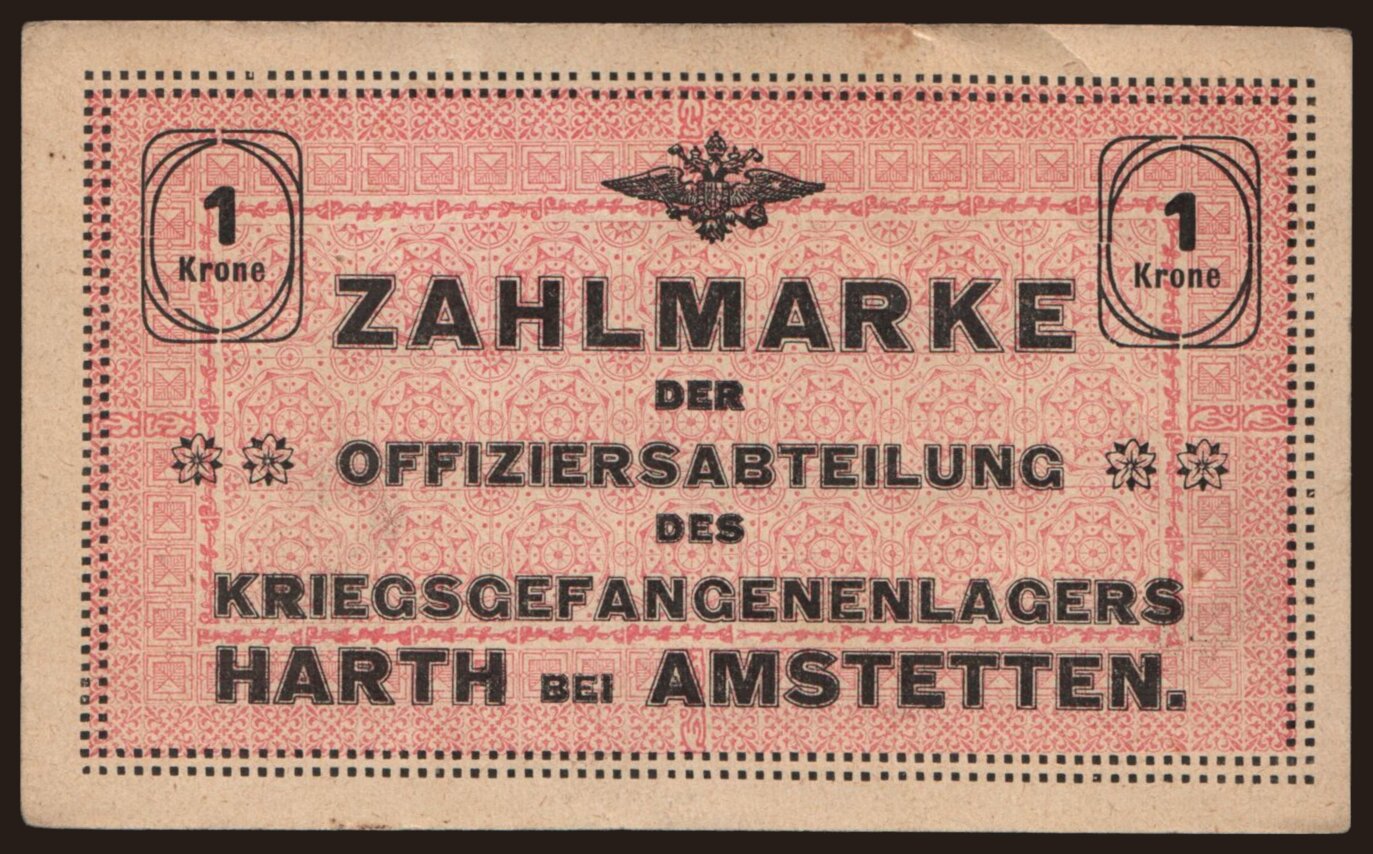 1
Krone
1
Krone
ZAHLMARKE
DER
OFFIZIERSABTEILUNG
DES
KRIEGSGEFANGENENLAGERS
HARTH BEI AMSTETTEN.